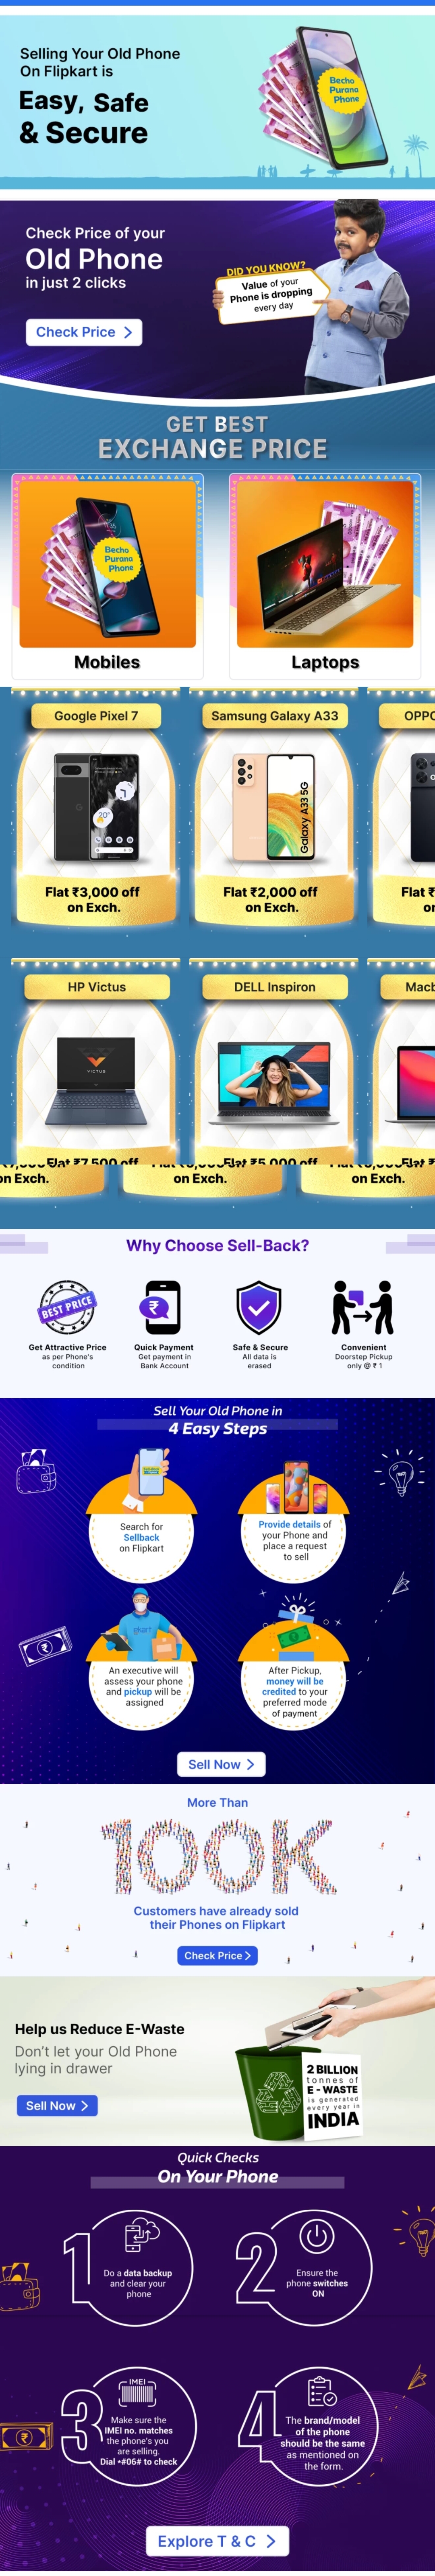 Selling Your Old Phone
On Flipkart is
Easy, Safe
& Secure
Becho
Purana
Phone
Check Price of your
Old Phone
in just 2 clicks
Check Price >
DID YOU KNOW?
Value of your
Phone is dropping
every day
GET BEST
EXCHANGE PRICE
Becho
Purana
Phone
Mobiles
Laptops
Google Pixel 7
Samsung Galaxy A33
OPPO
20°
Galaxy A33 5G
Flat ₹3,000 off
on Exch.
Flat ₹2,000 off
on Exch.
Flat ₹
HP Victus
DELL Inspiron
VICTUS
Flat ₹7,500 off
on Exch.
Flat ₹5,000 off
on Exch.
Flat ₹
on Exch.
Why Choose Sell-Back?
BEST PRICE
Get Attractive Price
as per Phone's
condition
Quick Payment
Get payment in
Bank Account
Safe & Secure
All data is
erased
Convenient
Doorstep Pickup
only @ ₹ 1
Sell Your Old Phone in
4 Easy Steps
Search for
Sellback
on Flipkart
Provide details of
your Phone and
place a request
to sell
An executive will
assess your phone
and pickup will be
assigned
After Pickup,
money will be
credited to your
preferred mode
of payment
Sell Now >
More Than
100K
Customers have already sold
their Phones on Flipkart
Check Price >
Help us Reduce E-Waste
Don't let your Old Phone
lying in drawer
Sell Now >
2 BILLION
tonnes of
E - WASTE
is generated
every year in
INDIA
Quick Checks
On Your Phone
1
Do a data backup
and clear your
phone
2
Ensure the
phone switches
ON
3
IMEI
Make sure the
IMEI no. matches
the phone's you
are selling.
Dial *#06# to check
4
The brand/model
of the phone
should be the same
as mentioned on
the form.
Explore T & C >